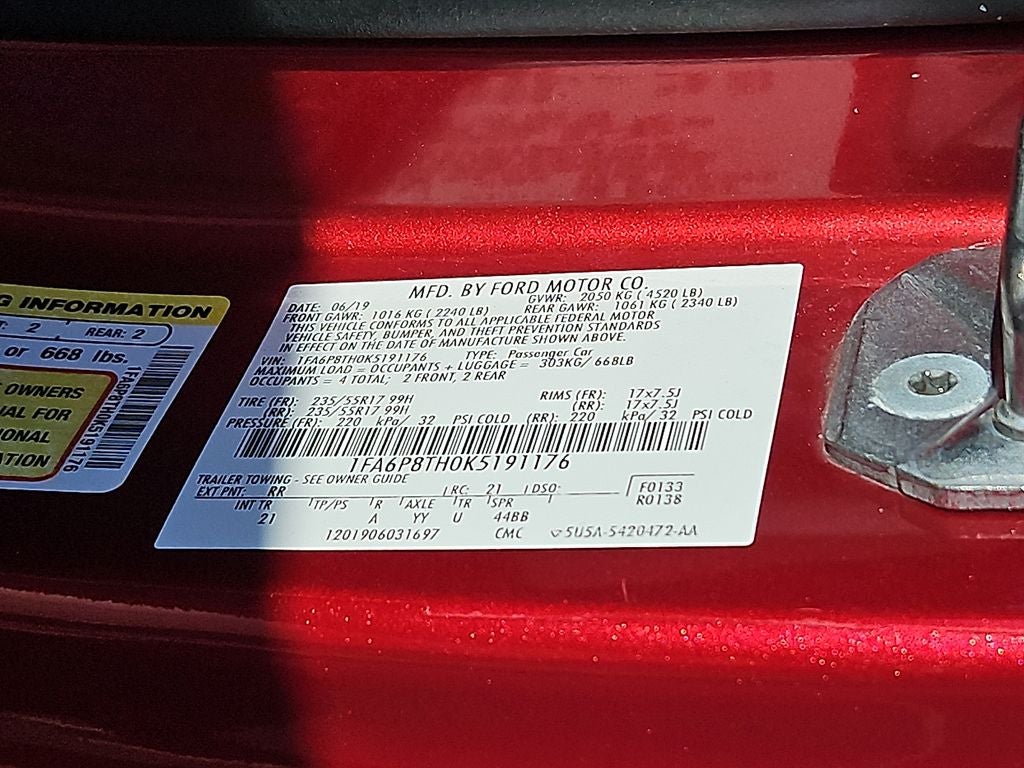 MFD. BY FORD MOTOR CO.
DATE: 06/19 GVWR: 2050 KG ( 4520 LB)
FRONT GAWR: 1016 KG ( 2240 LB) REAR GAWR: 1061 KG ( 2340 LB)
THIS VEHICLE CONFORMS TO ALL APPLICABLE FEDERAL MOTOR
VEHICLE SAFETY, BUMPER, AND THEFT PREVENTION STANDARDS
IN EFFECT ON THE DATE OF MANUFACTURE SHOWN ABOVE.
VIN: 1FA6P8TH0K5191176 TYPE: Passenger Car
MAXIMUM LOAD = OCCUPANTS + LUGGAGE = 303KG/ 668LB
OCCUPANTS = 4 TOTAL; 2 FRONT, 2 REAR
TIRE (FR): 235/55R17 99H RIMS (FR): 17x7.5J
(RR): 235/55R17 99H (RR): 17x7.5J
PRESSURE (FR): 220 kPa/ 32 PSI COLD (RR): 220 kPa/ 32 PSI COLD
1FA6P8TH0K5191176
TRAILER TOWING - SEE OWNER GUIDE
EXT PNT: RR RC: 21 DSO: F0133
R0138
INT TR TP/PS R AXLE TR SPR
21 A YY U 44BB
1201906031697 CMC 5U5A-5420472-AA
G INFORMATION
: 2 REAR: 2
or 668 lbs.
OWNERS
AL FOR
ONAL
ATION
1FA6P8TH0K5191176